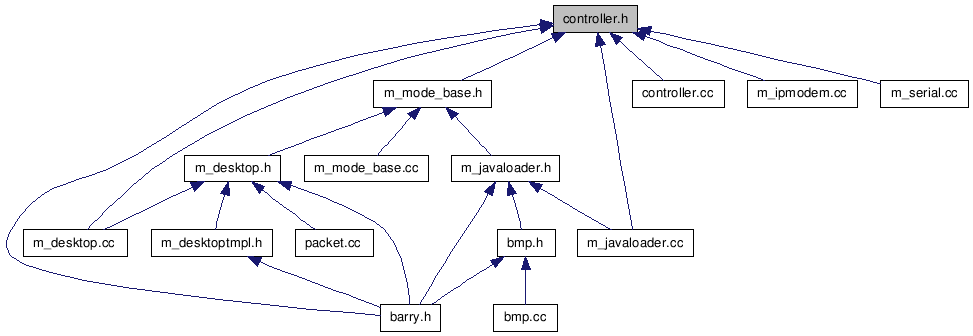 controller.h
m_mode_base.h
controller.cc
m_ipmodem.cc
m_serial.cc
m_desktop.h
m_mode_base.cc
m_javaloader.h
m_desktop.cc
m_desktoptmpl.h
packet.cc
bmp.h
m_javaloader.cc
barry.h
bmp.cc